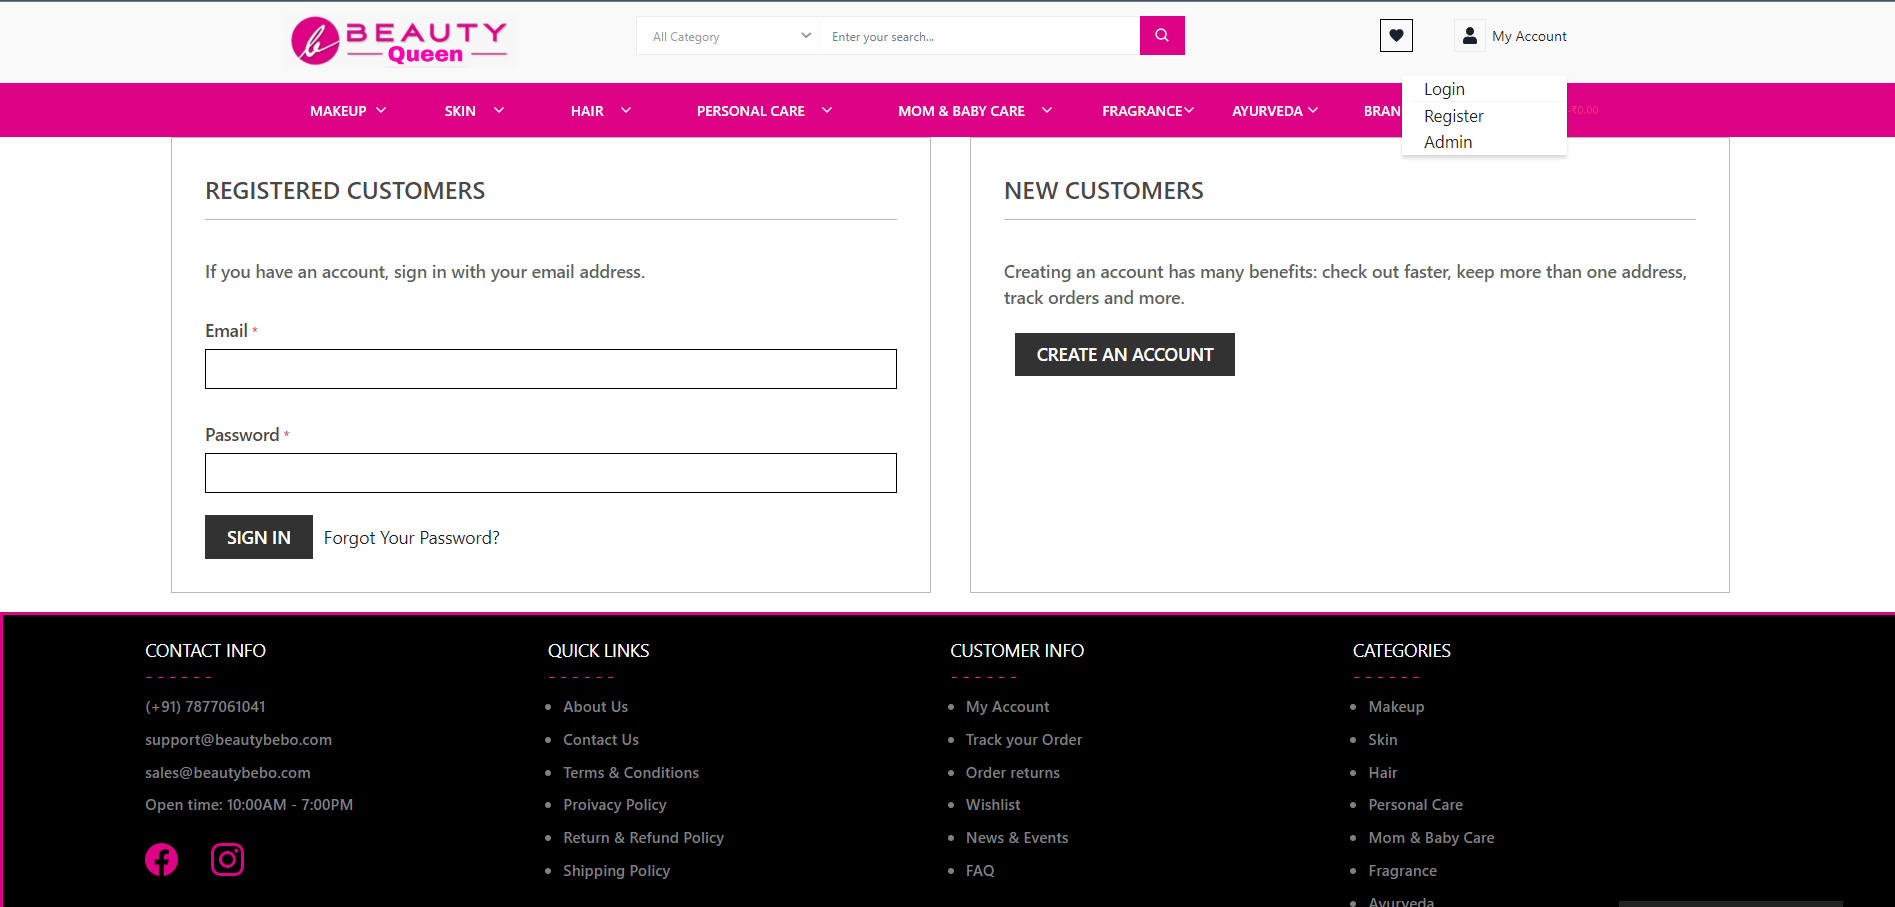 BEAUTY
Queen
All Category
Enter your search...
My Account
Login
Register
Admin
MAKEUP SKIN HAIR PERSONAL CARE MOM & BABY CARE FRAGRANCE AYURVEDA BRAN
-₹0.00
REGISTERED CUSTOMERS
If you have an account, sign in with your email address.
Email *
Password *
SIGN IN Forgot Your Password?
NEW CUSTOMERS
Creating an account has many benefits: check out faster, keep more than one address,
track orders and more.
CREATE AN ACCOUNT
CONTACT INFO
- - - - - -
(+91) 7877061041
support@beautybebo.com
sales@beautybebo.com
Open time: 10:00AM - 7:00PM
QUICK LINKS
- - - - - -
About Us
Contact Us
Terms & Conditions
Proivacy Policy
Return & Refund Policy
Shipping Policy
CUSTOMER INFO
- - - - - -
My Account
Track your Order
Order returns
Wishlist
News & Events
FAQ
CATEGORIES
- - - - - -
Makeup
Skin
Hair
Personal Care
Mom & Baby Care
Fragrance
Ayurveda